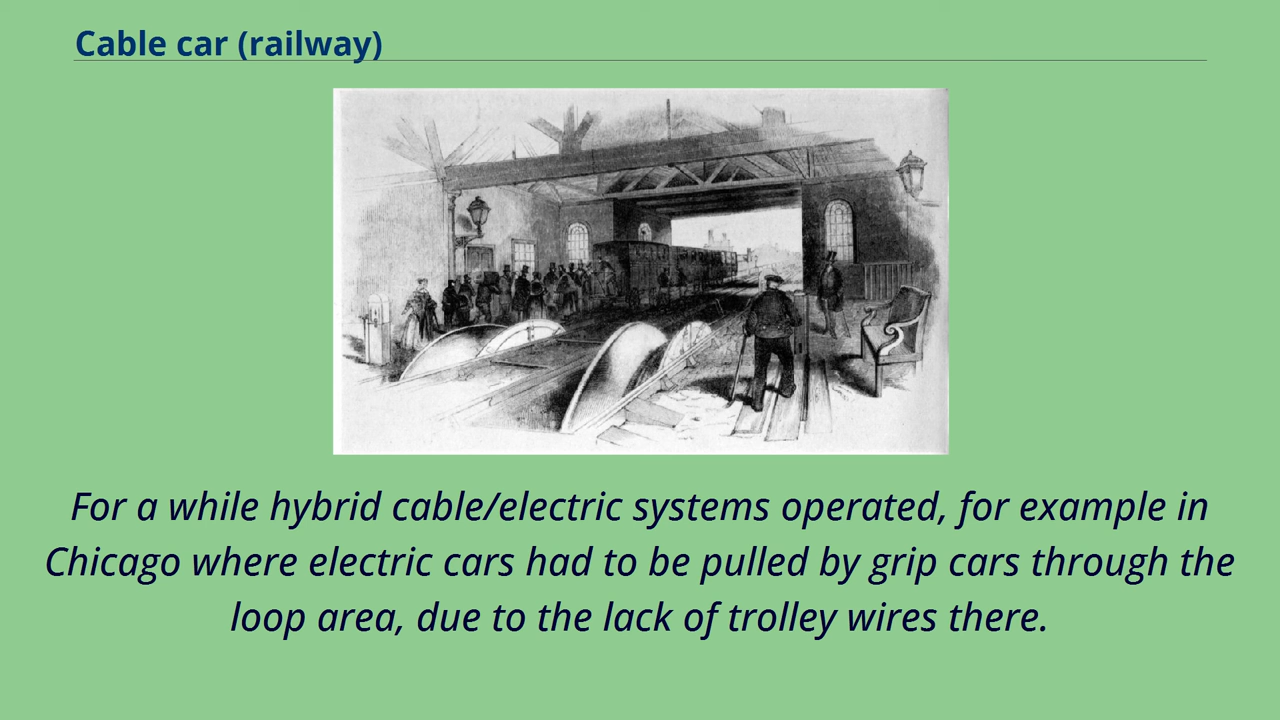 Cable car (railway)
For a while hybrid cable/electric systems operated, for example in
Chicago where electric cars had to be pulled by grip cars through the
loop area, due to the lack of trolley wires there.